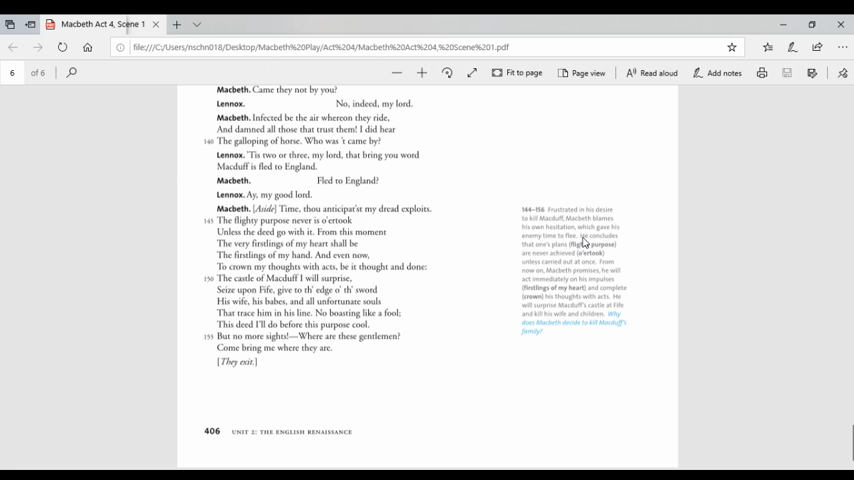 Macbeth Act 4, Scene 1
file:///C:/Users/nschn018/Desktop/Macbeth%20Play/Act%204/Macbeth%20Act%204,%20Scene%201.pdf
6 of 6 Fit to page Page view Read aloud Add notes
Macbeth. Came they not by you?
Lennox. No, indeed, my lord.
Macbeth. Infected be the air whereon they ride,
And damned all those that trust them! I did hear
140 The galloping of horse. Who was 't came by?
Lennox. 'Tis two or three, my lord, that bring you word
Macduff is fled to England.
Macbeth. Fled to England?
Lennox. Ay, my good lord.
Macbeth. [Aside] Time, thou anticipat'st my dread exploits.
145 The flighty purpose never is o'ertook
Unless the deed go with it. From this moment
The very firstlings of my heart shall be
The firstlings of my hand. And even now,
To crown my thoughts with acts, be it thought and done:
150 The castle of Macduff I will surprise,
Seize upon Fife, give to th' edge o' th' sword
His wife, his babes, and all unfortunate souls
That trace him in his line. No boasting like a fool;
This deed I'll do before this purpose cool.
155 But no more sights!—Where are these gentlemen?
Come bring me where they are.
[They exit.]
144–156 Frustrated in his desire
to kill Macduff, Macbeth blames
his own hesitation, which gave his
enemy time to flee. He concludes
that one's plans (flighty purpose)
are never achieved (o'ertook)
unless carried out at once. From
now on, Macbeth promises, he will
act immediately on his impulses
(firstlings of my heart) and complete
(crown) his thoughts with acts. He
will surprise Macduff's castle at Fife
and kill his wife and children. Why
does Macbeth decide to kill Macduff's
family?
406 UNIT 2: THE ENGLISH RENAISSANCE